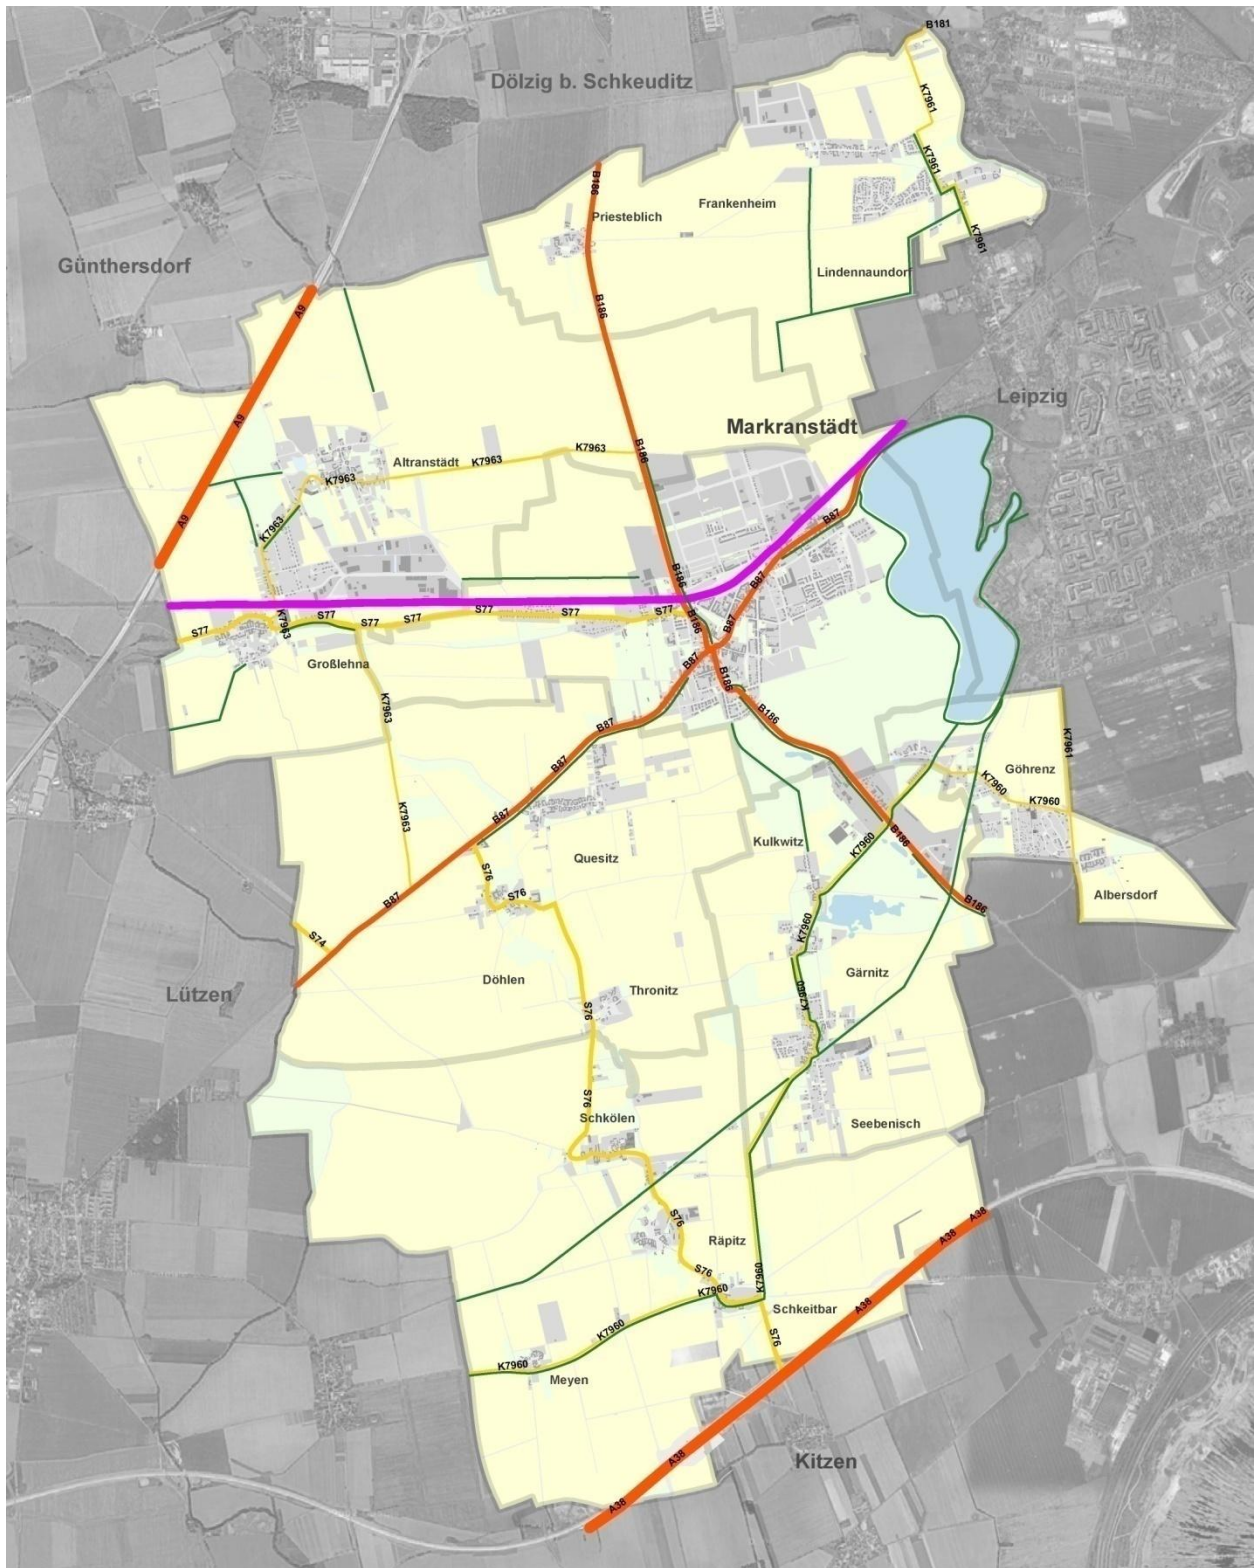 B181
Dölzig b. Schkeuditz
K7961
K7961
B186
Frankenheim
Priesteblich
K7961
Günthersdorf
Lindennaundorf
A9
B186
Leipzig
A9
Markranstädt
K7963
B186
Altranstädt
K7963
K7963
A9
B87
K7963
B186
B87
S77
S77
S77
S77
S77
K7963
S77
B186
B87
Großlehna
B87
B186
K7963
B186
B87
K7961
Göhrenz
K7960
K7960
B87
K7963
Kulkwitz
K7960
B186
Quesitz
S76
S76
B87
Albersdorf
B186
K7960
S74
Döhlen
Gärnitz
Lützen
Thronitz
K7960
S76
S76
Schkölen
Seebenisch
S76
A38
Räpitz
A38
S76
K7960
K7960
Schkeitbar
A38
K7960
S76
K7960
Meyen
A38
Kitzen
A38